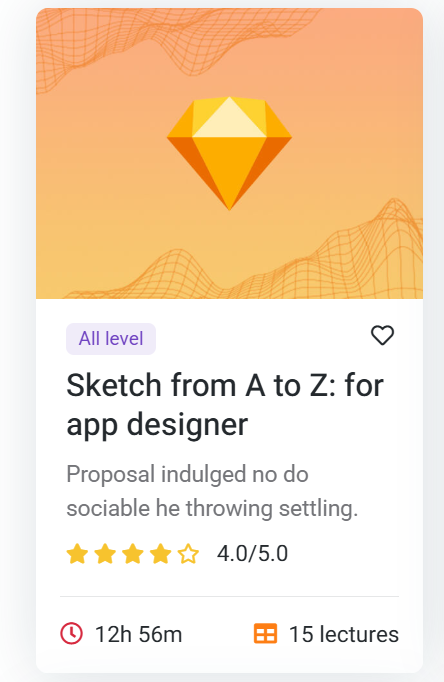 All level
Sketch from A to Z: for
app designer
Proposal indulged no do
sociable he throwing settling.
4.0/5.0
12h 56m
15 lectures